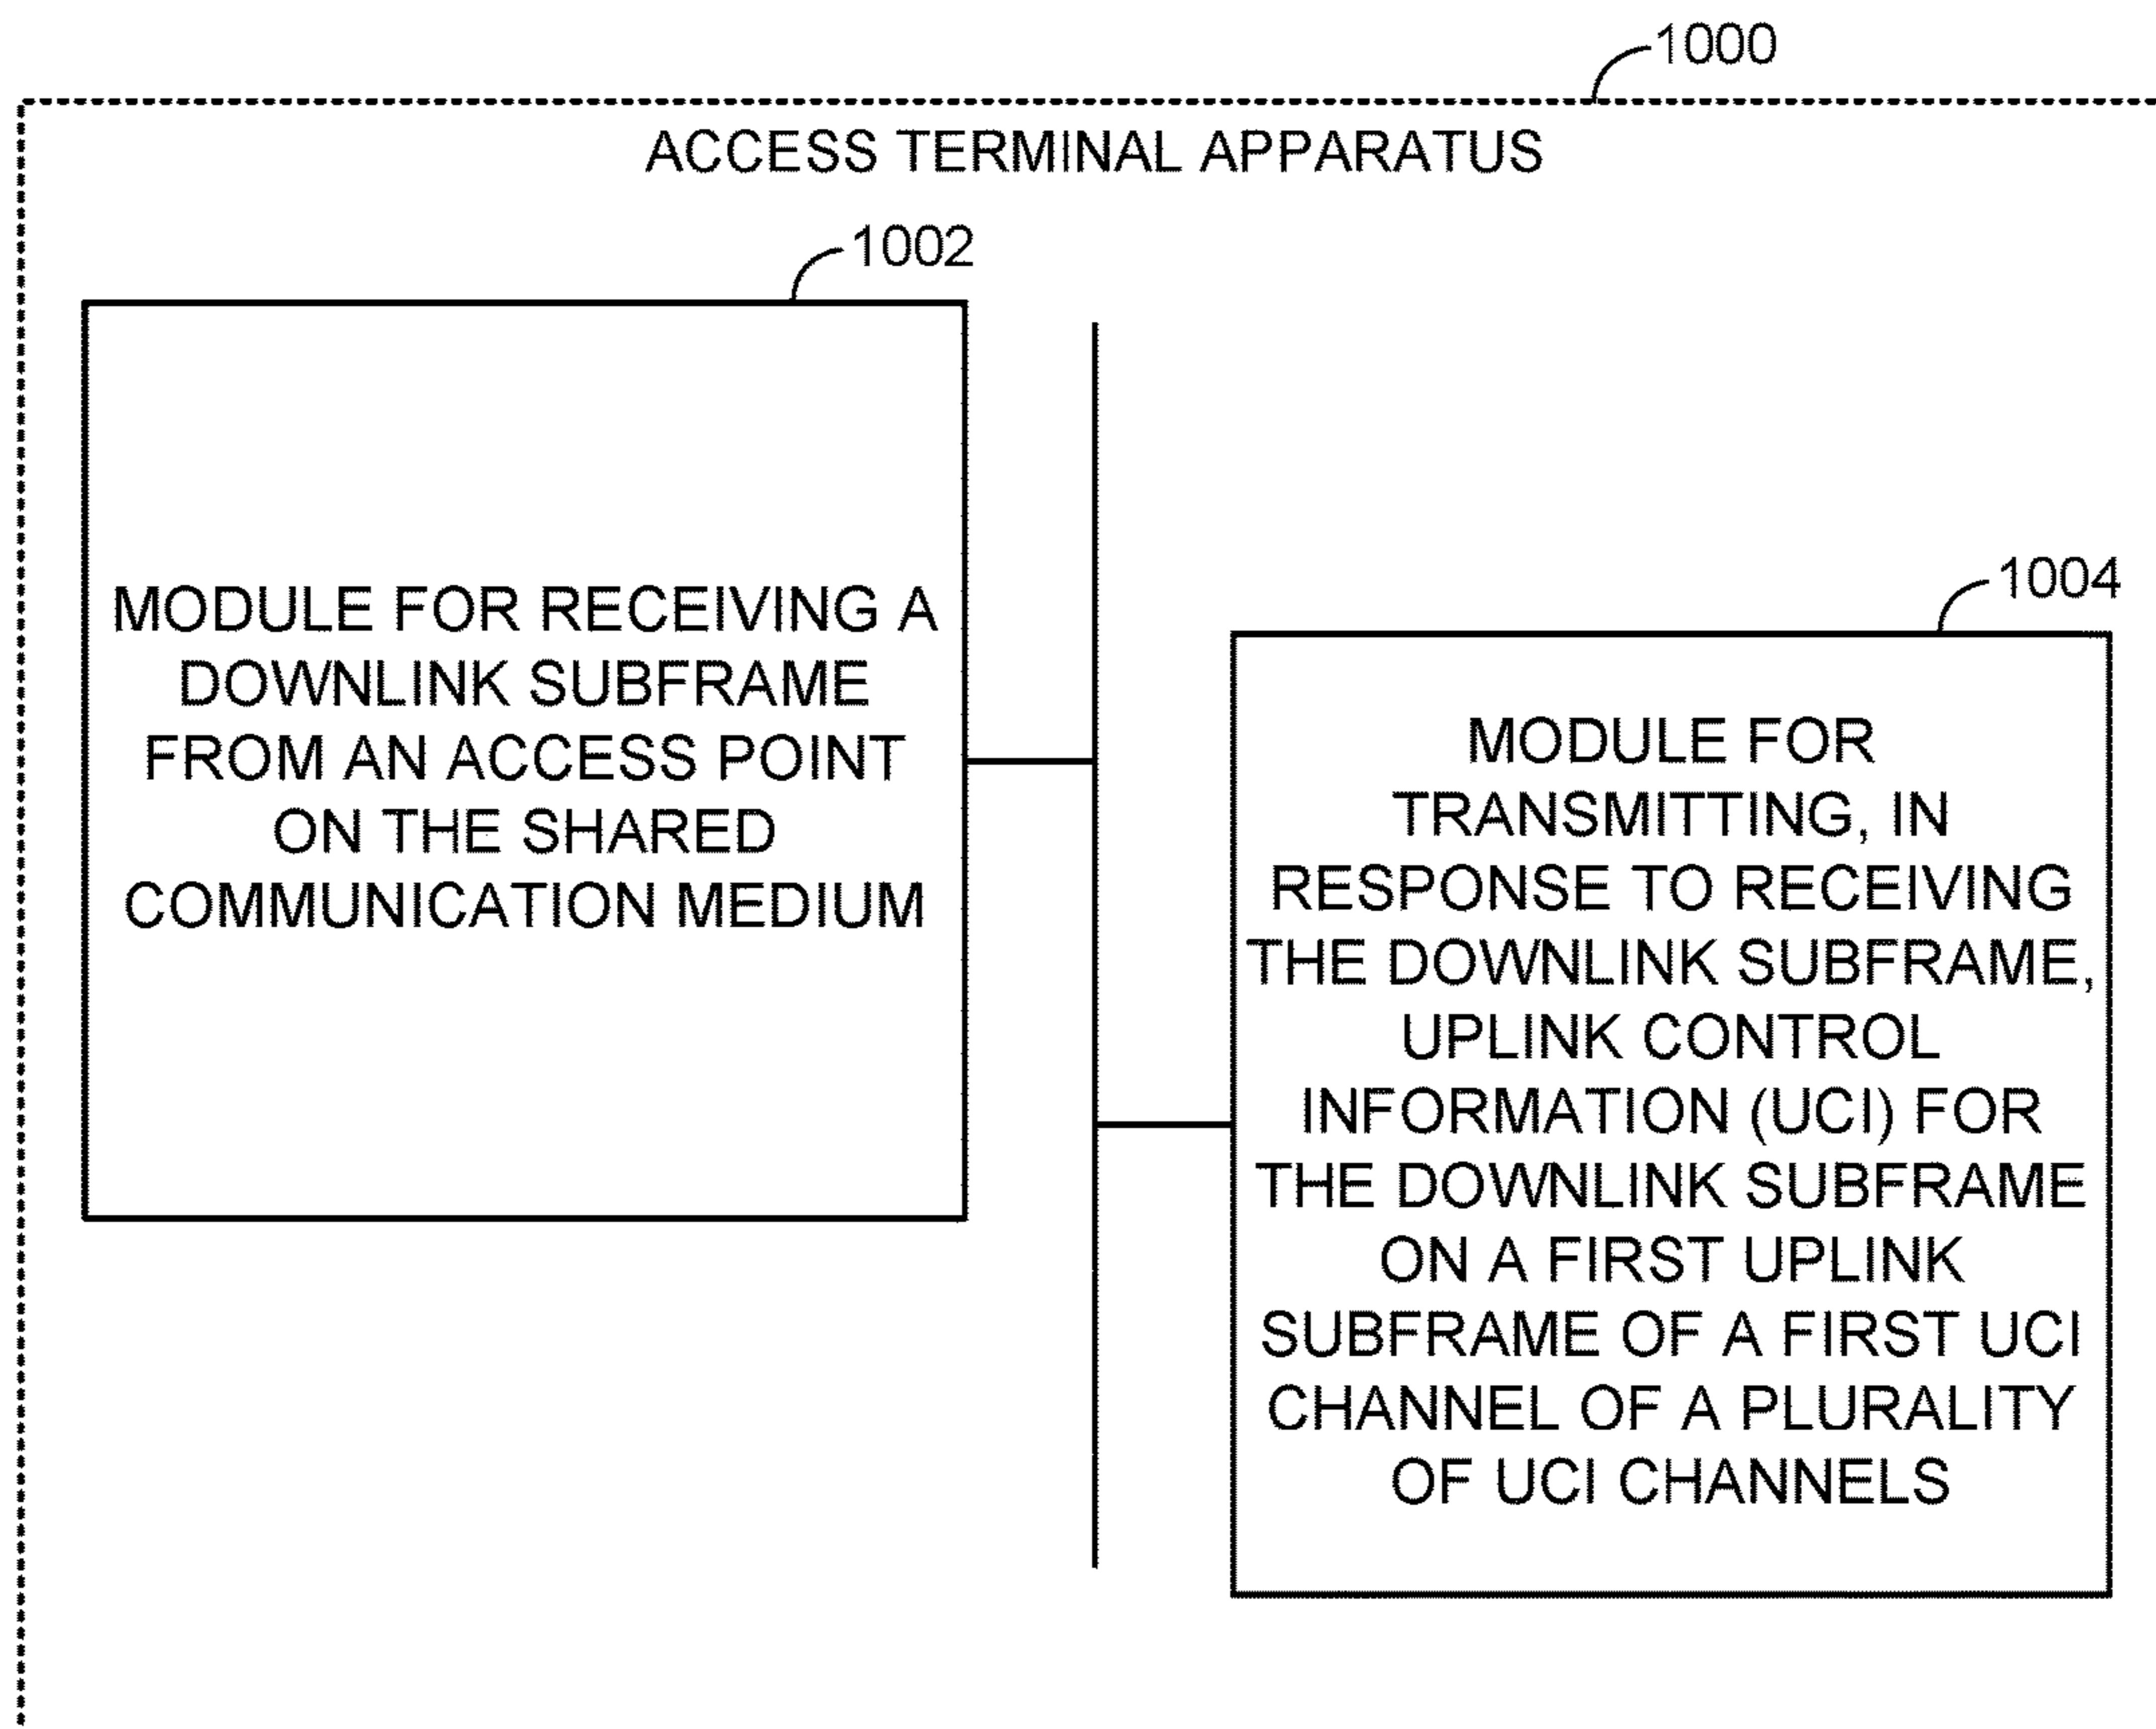 1000
ACCESS TERMINAL APPARATUS
1002
MODULE FOR RECEIVING A
DOWNLINK SUBFRAME
FROM AN ACCESS POINT
ON THE SHARED
COMMUNICATION MEDIUM
1004
MODULE FOR
TRANSMITTING, IN
RESPONSE TO RECEIVING
THE DOWNLINK SUBFRAME,
UPLINK CONTROL
INFORMATION (UCI) FOR
THE DOWNLINK SUBFRAME
ON A FIRST UPLINK
SUBFRAME OF A FIRST UCI
CHANNEL OF A PLURALITY
OF UCI CHANNELS